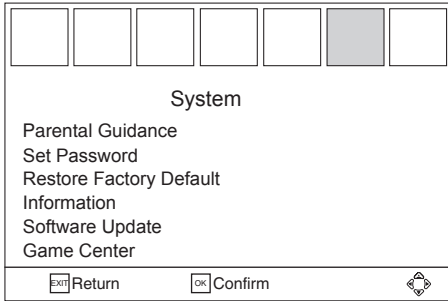 System
Parental Guidance
Set Password
Restore Factory Default
Information
Software Update
Game Center
EXIT Return OK Confirm